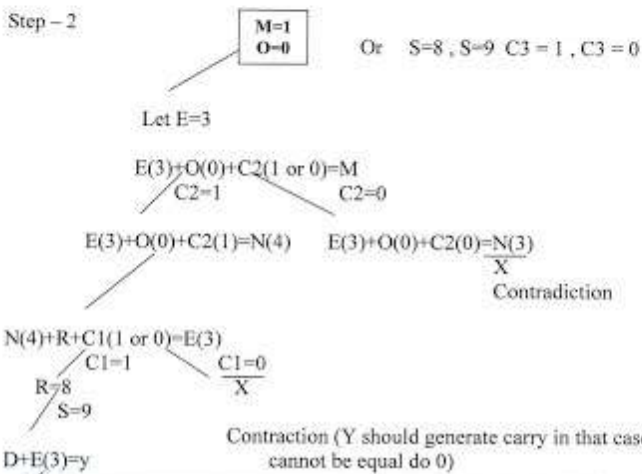 Step – 2
M=1
O=0
Or S=8 , S=9 C3 = 1 , C3 = 0
Let E=3
E(3)+O(0)+C2(1 or 0)=M
C2=1 C2=0
E(3)+O(0)+C2(1)=N(4) E(3)+O(0)+C2(0)=N(3)
X
Contradiction
N(4)+R+C1(1 or 0)=E(3)
C1=1 C1=0
R=8 X
S=9
Contraction (Y should generate carry in that case
D+E(3)=y cannot be equal do 0)